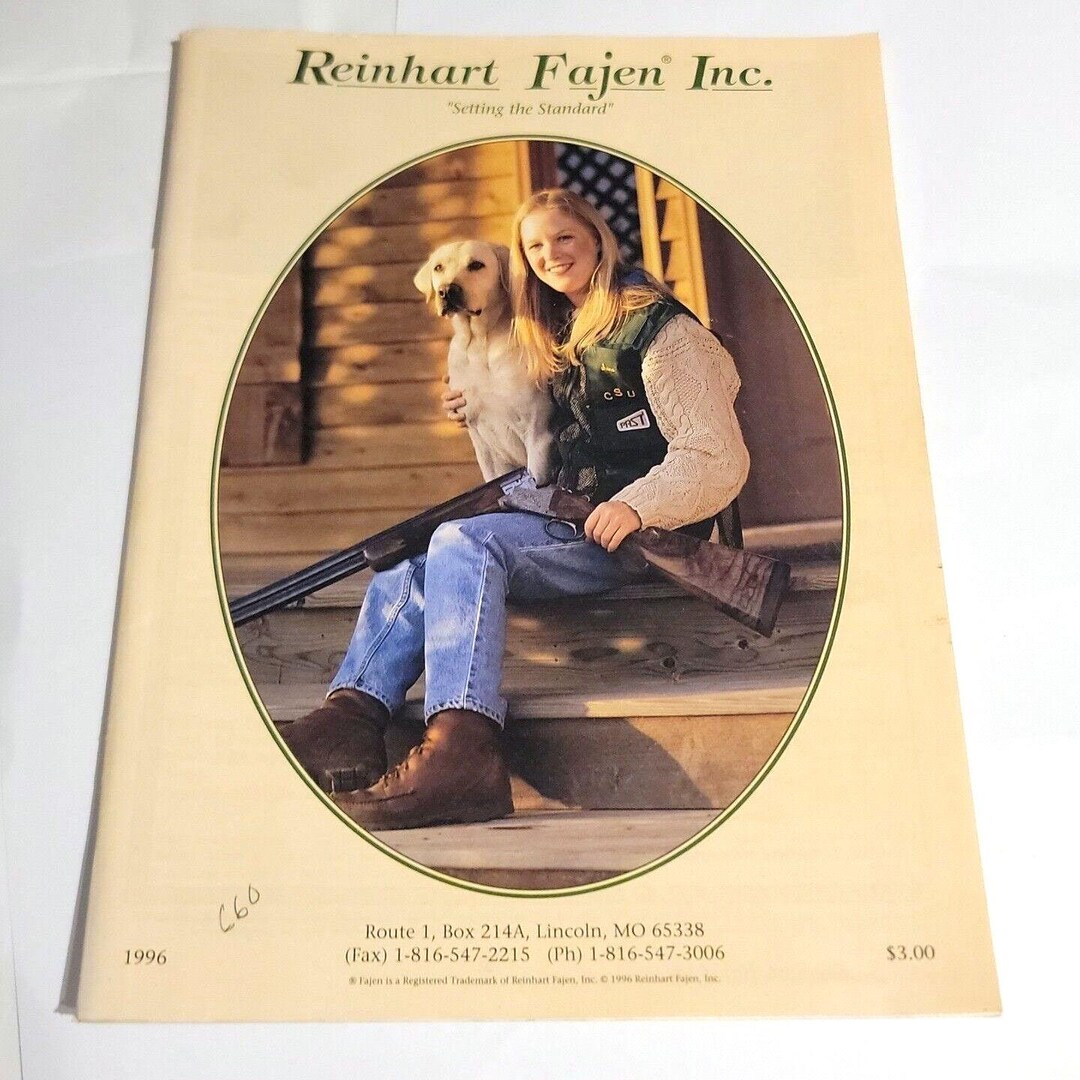 Reinhart Fajen® Inc.
"Setting the Standard"
CSU
PAST
660
Route 1, Box 214A, Lincoln, MO 65338
(Fax) 1-816-547-2215 (Ph) 1-816-547-3006
1996
$3.00
® Fajen is a Registered Trademark of Reinhart Fajen, Inc. © 1996 Reinhart Fajen, Inc.